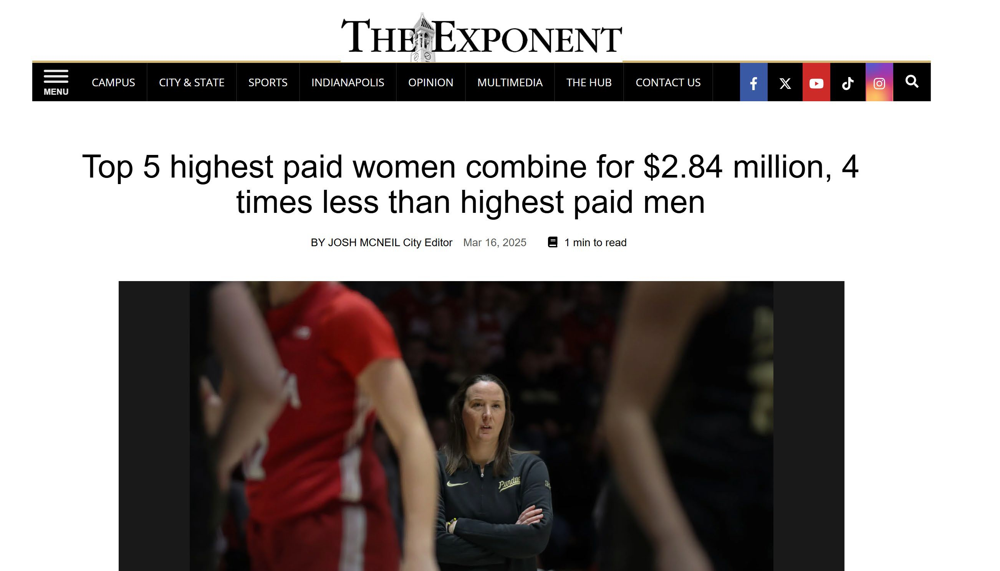 THE EXPONENT
MENU
CAMPUS
CITY & STATE
SPORTS
INDIANAPOLIS
OPINION
MULTIMEDIA
THE HUB
CONTACT US
Top 5 highest paid women combine for $2.84 million, 4
times less than highest paid men
BY JOSH MCNEIL City Editor Mar 16, 2025 1 min to read
Purdue